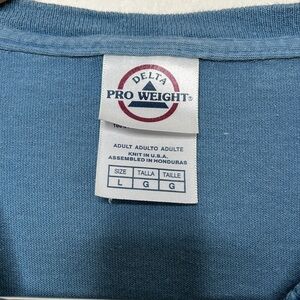 DELTA
PRO WEIGHT®
ADULT ADULTO ADULTE
KNIT IN U.S.A.
ASSEMBLED IN HONDURAS
SIZE TALLA TAILLE
L G G